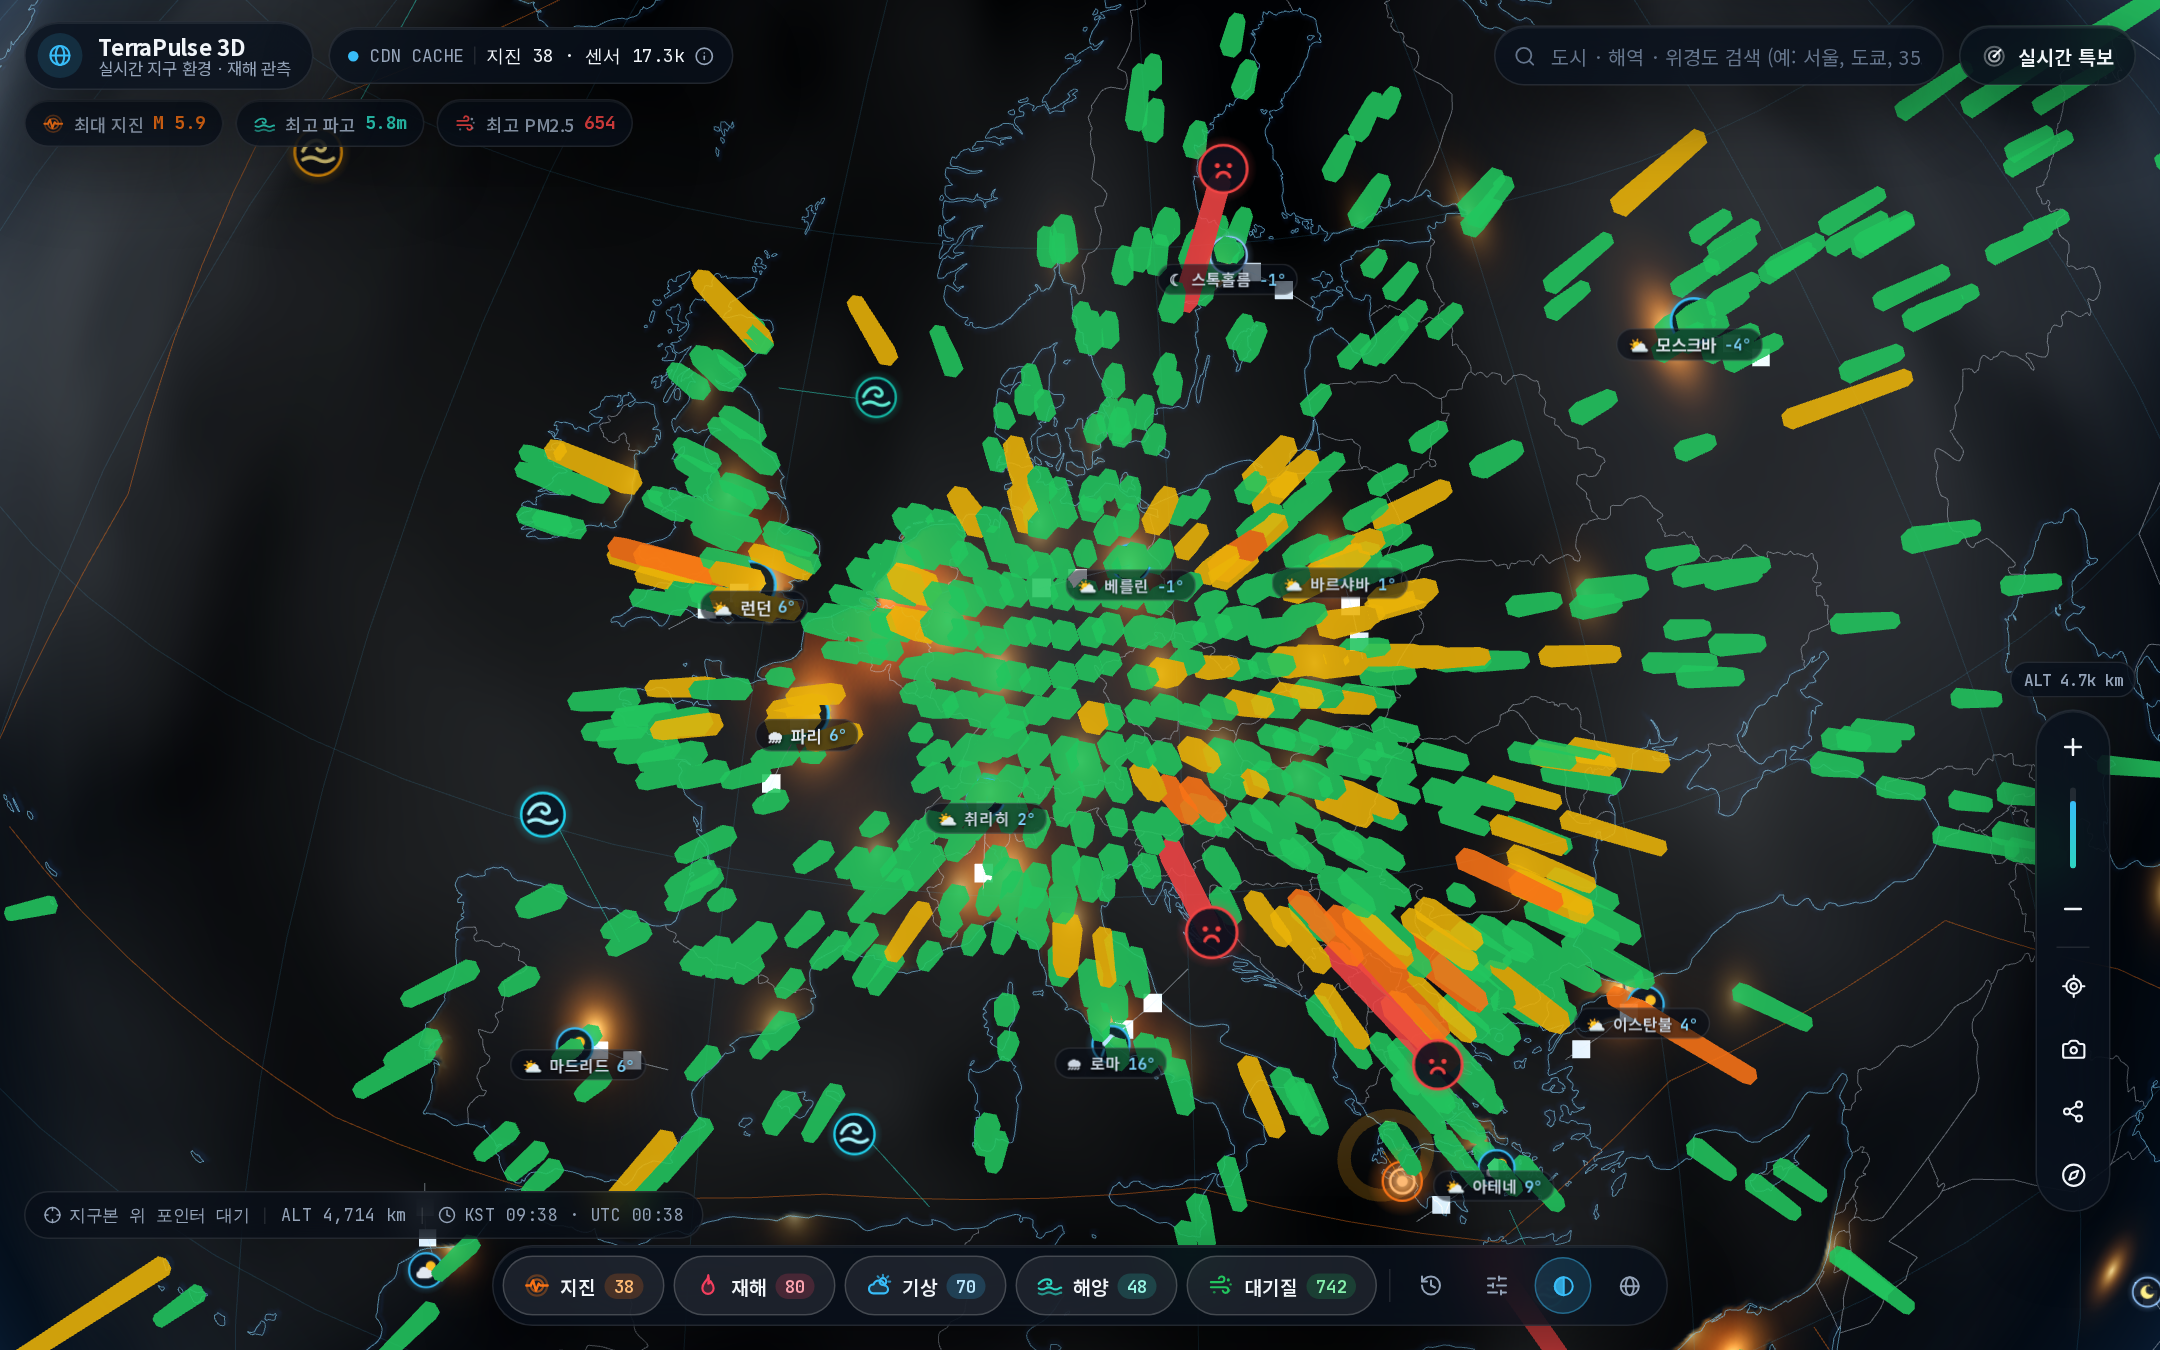 TerraPulse 3D
실시간 지구 환경 · 재해 관측
CDN CACHE 지진 38 · 센서 17.3k
도시 · 해역 · 위경도 검색 (예: 서울, 도쿄, 35
실시간 특보
최대 지진 M 5.9
최고 파고 5.8m
최고 PM2.5 654
스톡홀름 -1°
모스크바 -4°
베를린 -1°
바르샤바 1°
런던 6°
ALT 4.7k km
파리 6°
취리히 2°
이스탄불 4°
마드리드 6°
로마 16°
아테네 9°
지구본 위 포인터 대기 ALT 4,714 km KST 09:38 · UTC 00:38
지진 38
재해 80
기상 70
해양 48
대기질 742